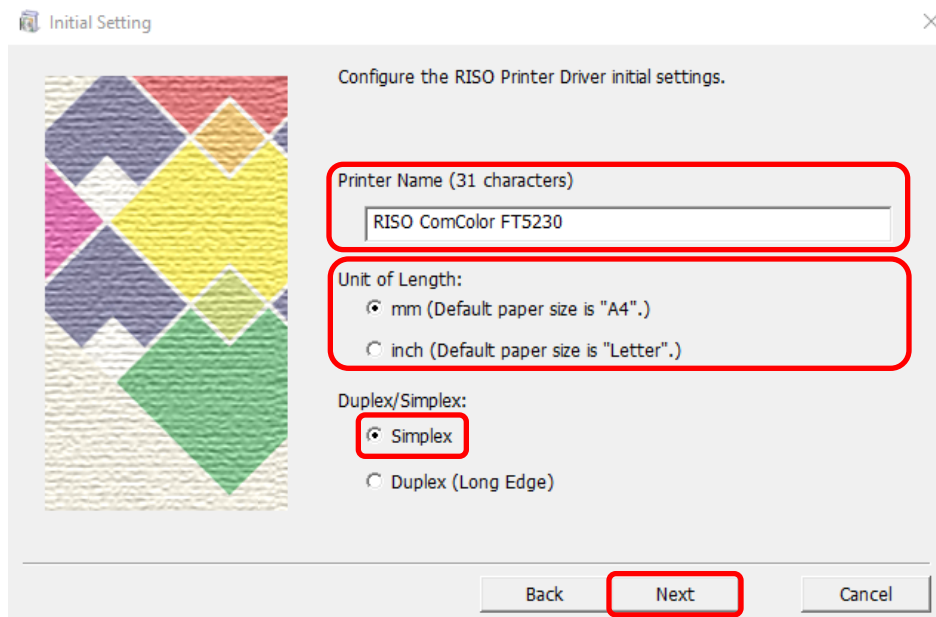 Initial Setting
Configure the RISO Printer Driver initial settings.
Printer Name (31 characters)
RISO ComColor FT5230
Unit of Length:
mm (Default paper size is "A4".)
inch (Default paper size is "Letter".)
Duplex/Simplex:
Simplex
Duplex (Long Edge)
Back Next Cancel